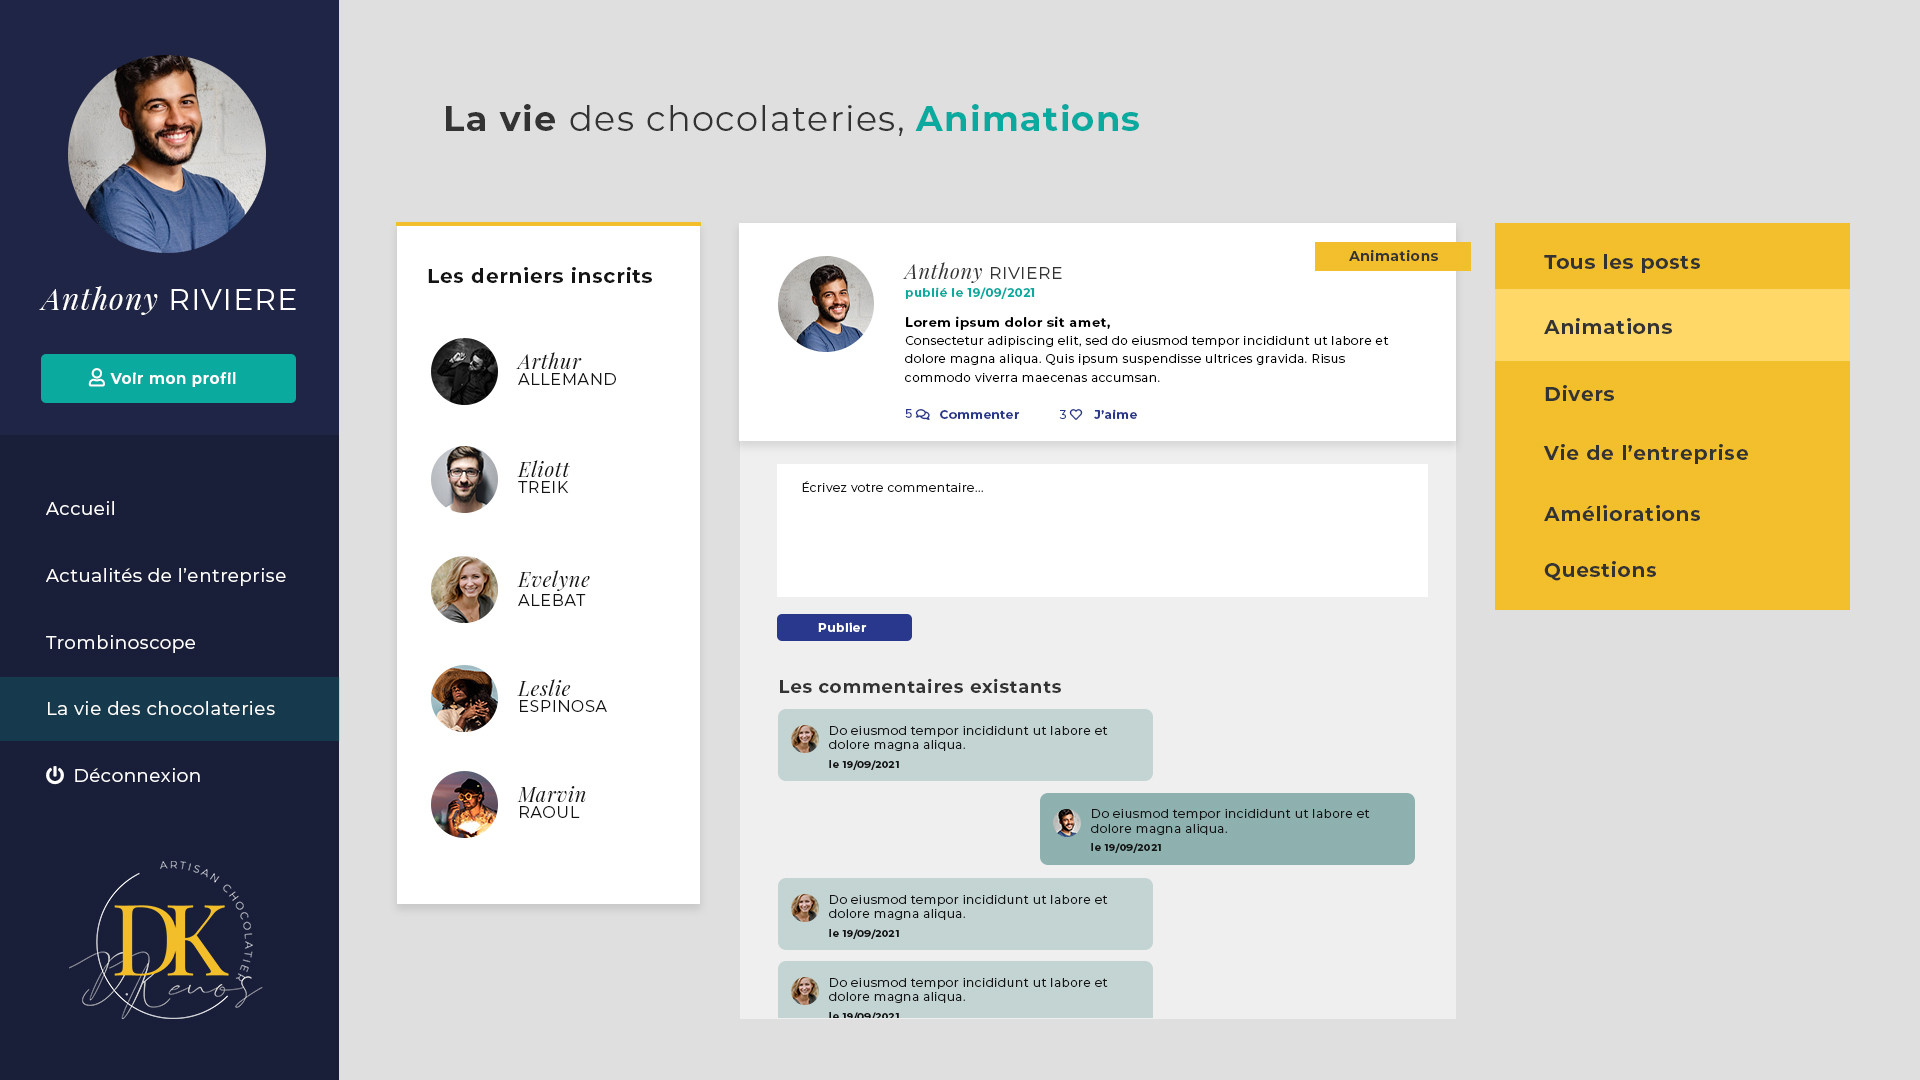 Anthony RIVIERE
Voir mon profil
Accueil
Actualités de l’entreprise
Trombinoscope
La vie des chocolateries
Déconnexion
ARTISAN CHOCOLATIER
DK
D.Kenos
La vie des chocolateries, Animations
Les derniers inscrits
Arthur
ALLEMAND
Eliott
TREIK
Evelyne
ALEBAT
Leslie
ESPINOSA
Marvin
RAOUL
Animations
Anthony RIVIERE
publié le 19/09/2021
Lorem ipsum dolor sit amet,
Consectetur adipiscing elit, sed do eiusmod tempor incididunt ut labore et
dolore magna aliqua. Quis ipsum suspendisse ultrices gravida. Risus
commodo viverra maecenas accumsan.
5 Commenter 3 J’aime
Écrivez votre commentaire...
Publier
Les commentaires existants
Do eiusmod tempor incididunt ut labore et
dolore magna aliqua.
le 19/09/2021
Do eiusmod tempor incididunt ut labore et
dolore magna aliqua.
le 19/09/2021
Do eiusmod tempor incididunt ut labore et
dolore magna aliqua.
le 19/09/2021
Do eiusmod tempor incididunt ut labore et
dolore magna aliqua.
le 19/09/2021
Tous les posts
Animations
Divers
Vie de l’entreprise
Améliorations
Questions